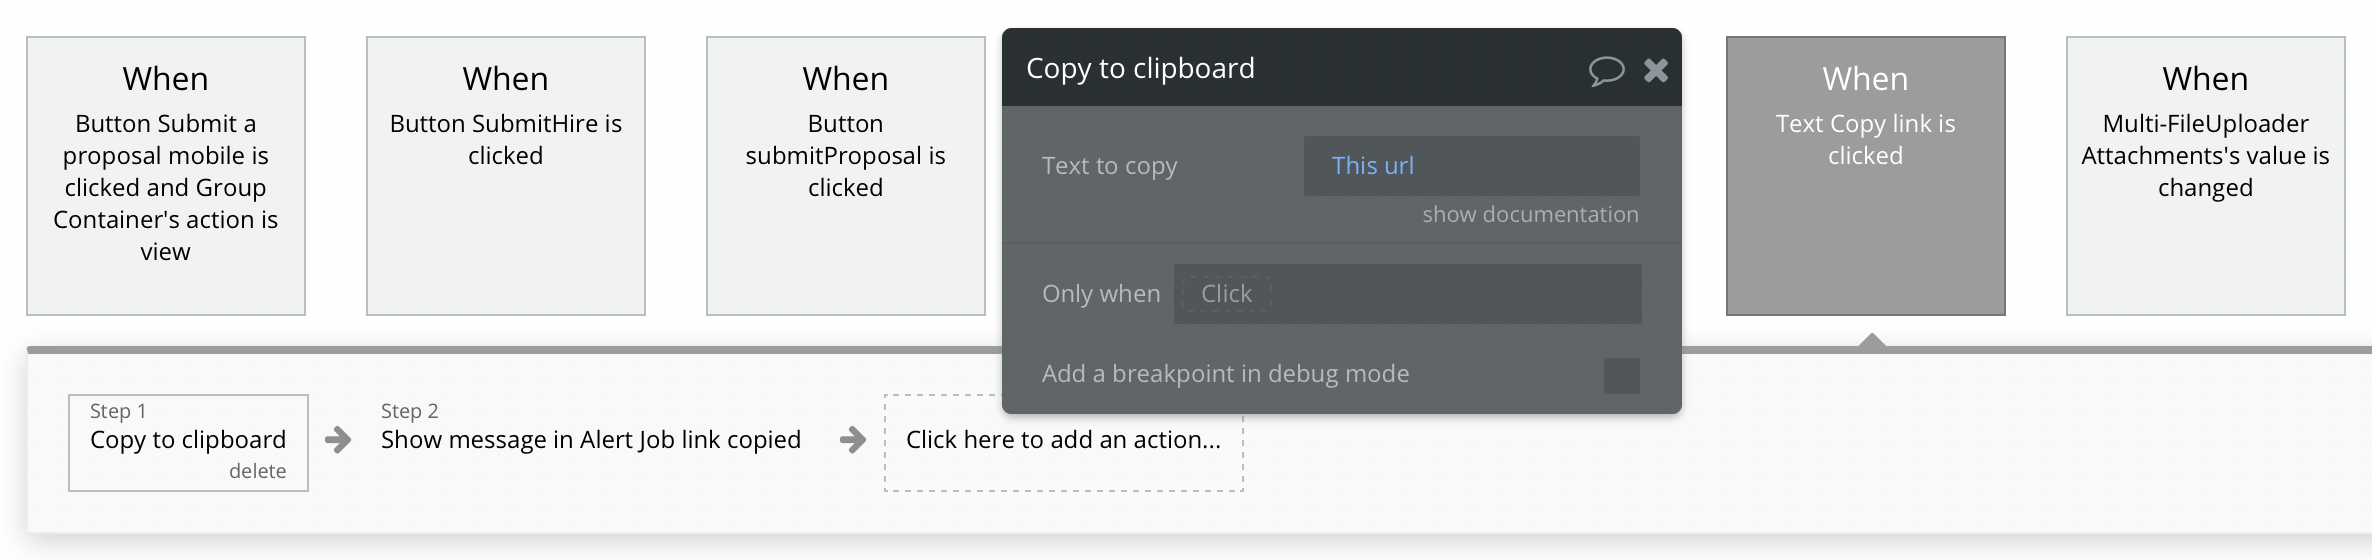 When
Button Submit a
proposal mobile is
clicked and Group
Container's action is
view
When
Button SubmitHire is
clicked
When
Button
submitProposal is
clicked
Copy to clipboard
Text to copy
This url
show documentation
Only when
Click
Add a breakpoint in debug mode
When
Text Copy link is
clicked
When
Multi-FileUploader
Attachments's value is
changed
Step 1
Copy to clipboard
delete
Step 2
Show message in Alert Job link copied
Click here to add an action...